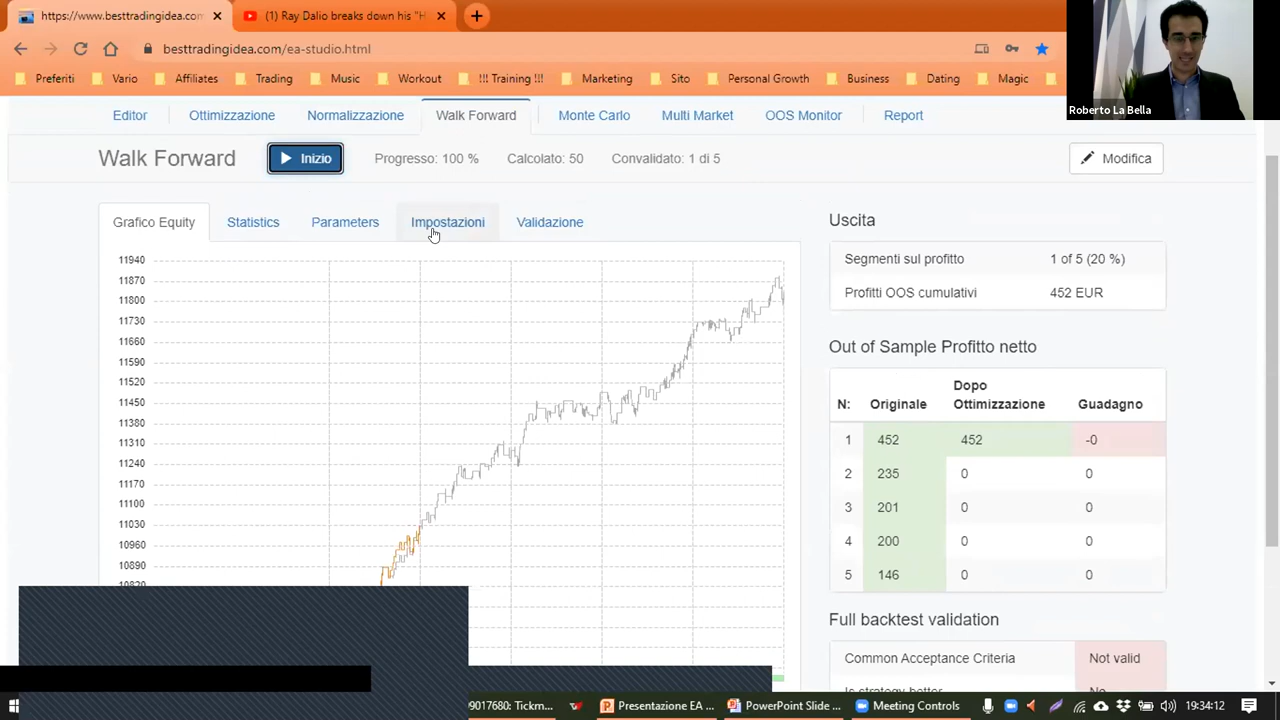 https://www.besttradingidea.com
(1) Ray Dalio breaks down his "H
besttradingidea.com/ea-studio.html
Preferiti Vario Affiliates Trading Music Workout !!! Training !!! Marketing Sito Personal Growth Business Dating Magic
Roberto La Bella
Editor Ottimizzazione Normalizzazione Walk Forward Monte Carlo Multi Market OOS Monitor Report
Walk Forward Inizio Progresso: 100 % Calcolato: 50 Convalidato: 1 di 5 Modifica
Grafico Equity Statistics Parameters Impostazioni Validazione
11940
11870
11800
11730
11660
11590
11520
11450
11380
11310
11240
11170
11100
11030
10960
10890
10820
Uscita
Segmenti sul profitto 1 of 5 (20 %)
Profitti OOS cumulativi 452 EUR
Out of Sample Profitto netto
N: Originale Dopo Ottimizzazione Guadagno
1 452 452 -0
2 235 0 0
3 201 0 0
4 200 0 0
5 146 0 0
Full backtest validation
Common Acceptance Criteria Not valid
Is strategy better No
09017680: Tickm... Presentazione EA ... PowerPoint Slide ... Meeting Controls 19:34:12